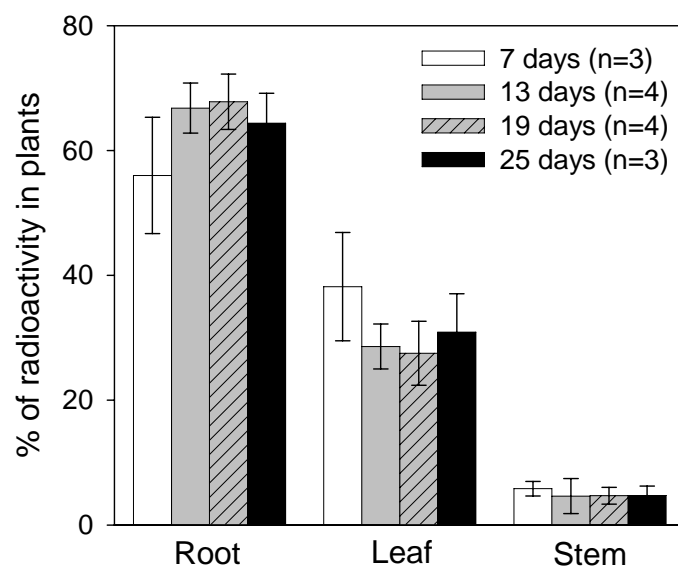 80
60
40
20
0
% of radioactivity in plants
7 days (n=3)
13 days (n=4)
19 days (n=4)
25 days (n=3)
Root Leaf Stem